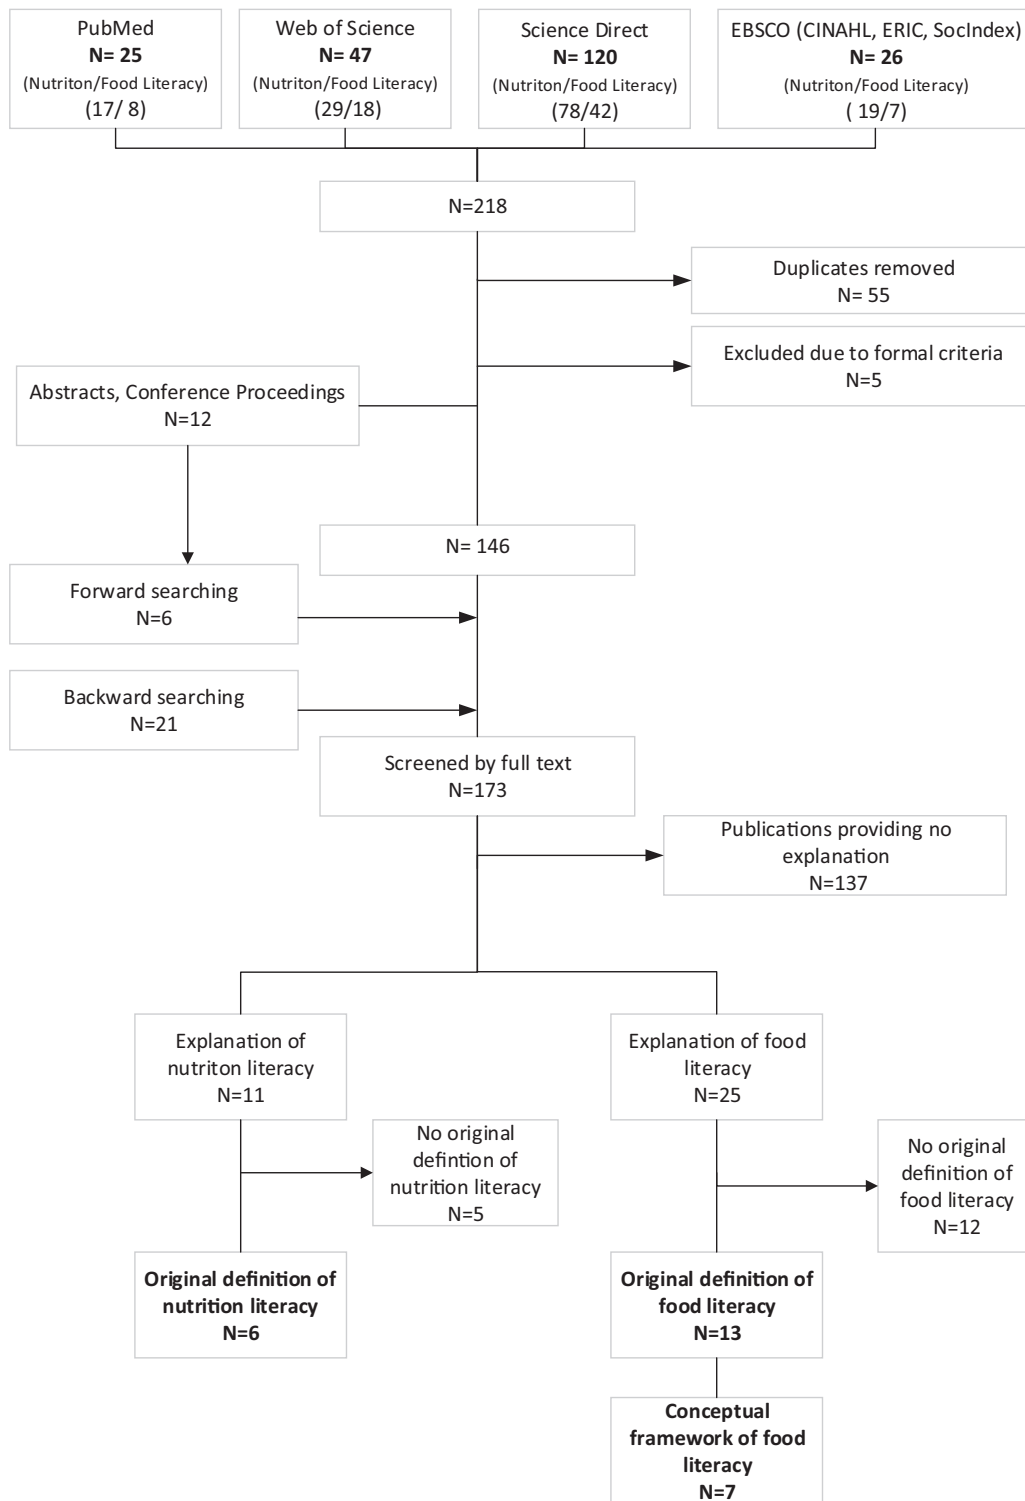 PubMed
N= 25
(Nutriton/Food Literacy)
(17/ 8)
Web of Science
N= 47
(Nutriton/Food Literacy)
(29/18)
Science Direct
N= 120
(Nutriton/Food Literacy)
(78/42)
EBSCO (CINAHL, ERIC, SocIndex)
N= 26
(Nutriton/Food Literacy)
( 19/7)
N=218
Duplicates removed
N= 55
Excluded due to formal criteria
N=5
Abstracts, Conference Proceedings
N=12
N= 146
Forward searching
N=6
Backward searching
N=21
Screened by full text
N=173
Publications providing no
explanation
N=137
Explanation of
nutriton literacy
N=11
Explanation of food
literacy
N=25
No original
defintion of
nutrition literacy
N=5
No original
definition of
food literacy
N=12
Original definition of
nutrition literacy
N=6
Original definition of
food literacy
N=13
Conceptual
framework of food
literacy
N=7